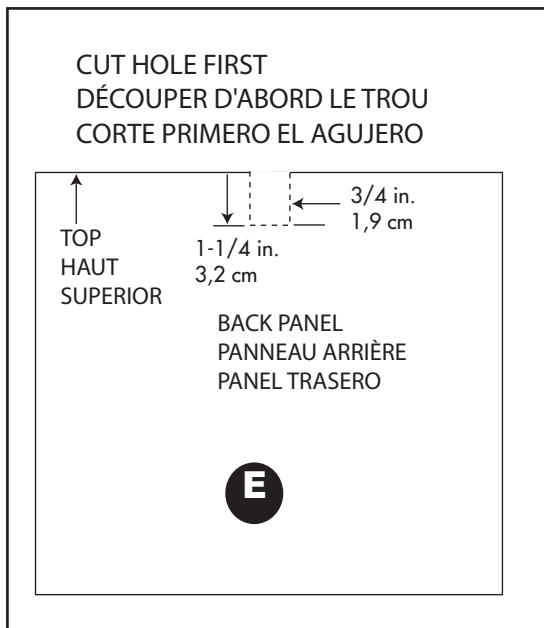 CUT HOLE FIRST
DÉCOUPER D'ABORD LE TROU
CORTE PRIMERO EL AGUJERO
TOP
HAUT
SUPERIOR
1-1/4 in.
3,2 cm
3/4 in.
1,9 cm
BACK PANEL
PANNEAU ARRIÈRE
PANEL TRASERO
E